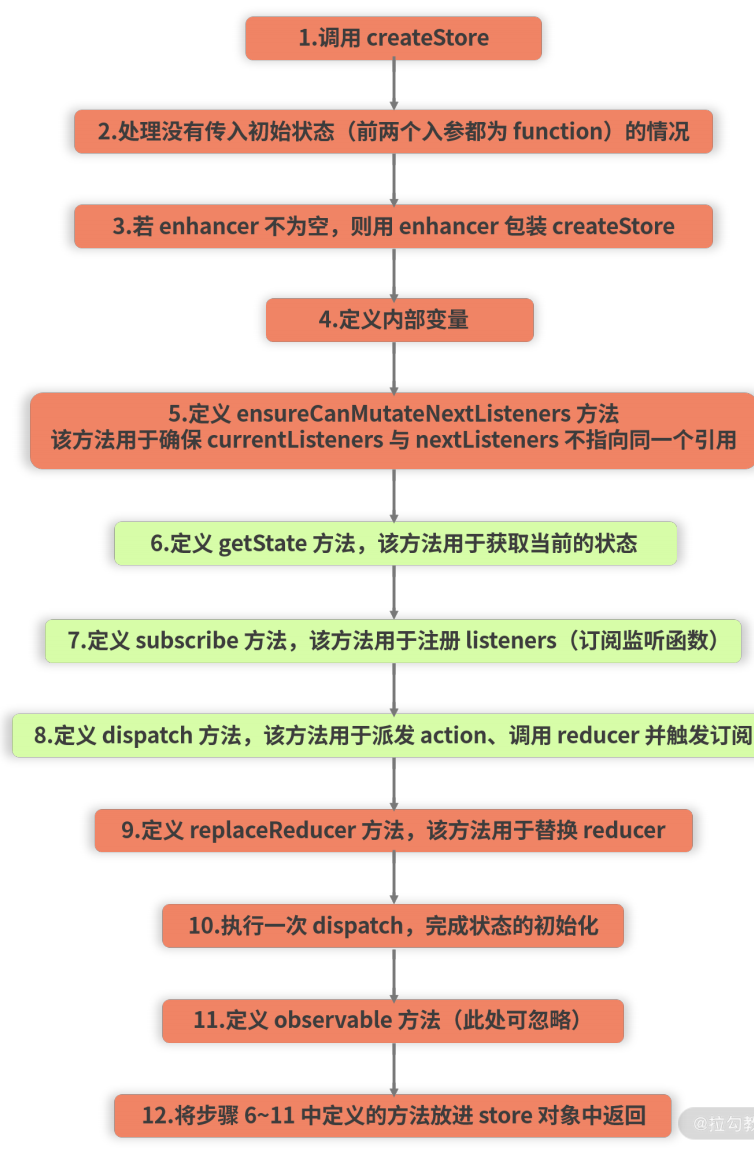 1.调用 createStore
2.处理没有传入初始状态（前两个入参都为 function）的情况
3.若 enhancer 不为空，则用 enhancer 包装 createStore
4.定义内部变量
5.定义 ensureCanMutateNextListeners 方法
该方法用于确保 currentListeners 与 nextListeners 不指向同一个引用
6.定义 getState 方法，该方法用于获取当前的状态
7.定义 subscribe 方法，该方法用于注册 listeners（订阅监听函数）
8.定义 dispatch 方法，该方法用于派发 action、调用 reducer 并触发订阅
9.定义 replaceReducer 方法，该方法用于替换 reducer
10.执行一次 dispatch，完成状态的初始化
11.定义 observable 方法（此处可忽略）
12.将步骤 6~11 中定义的方法放进 store 对象中返回
@拉勾教